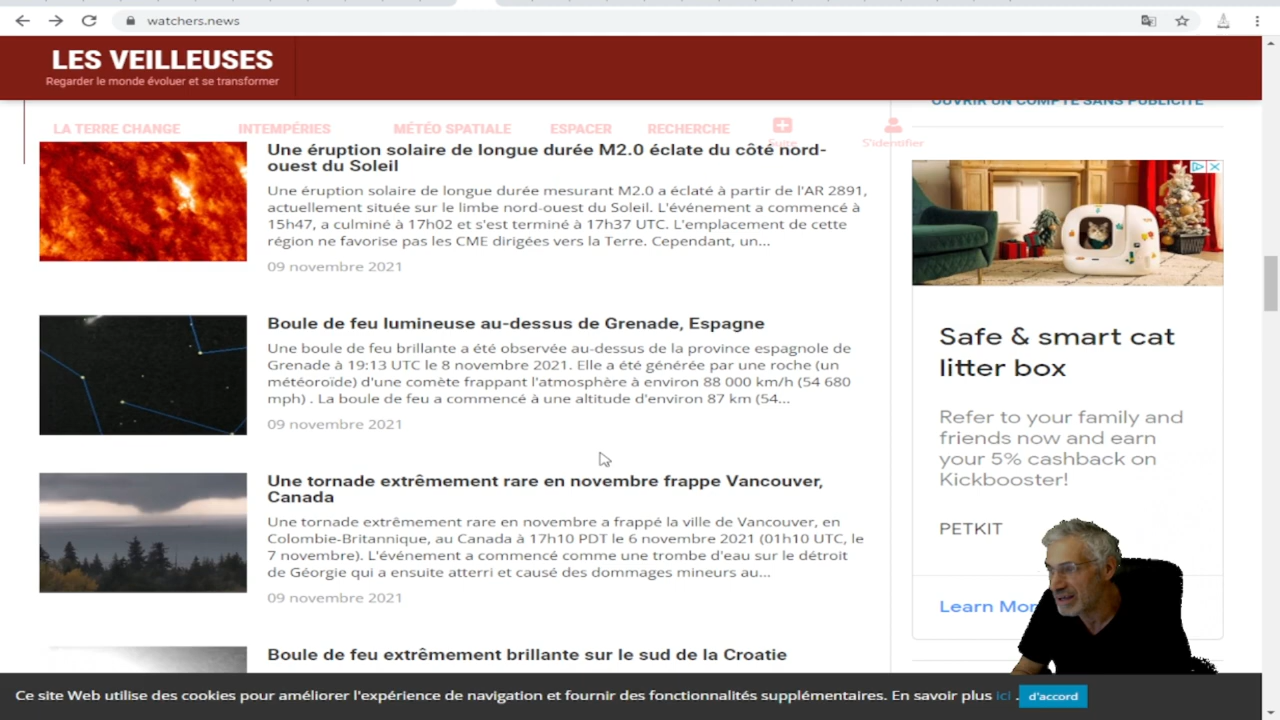 watchers.news
LES VEILLEUSES
Regarder le monde évoluer et se transformer
OUVRIR UN COMPTE SANS PUBLICITÉ
LA TERRE CHANGE INTEMPÉRIES MÉTÉO SPATIALE ESPACER RECHERCHE Suite S'identifier
Une éruption solaire de longue durée M2.0 éclate du côté nord-
ouest du Soleil
Une éruption solaire de longue durée mesurant M2.0 a éclaté à partir de l'AR 2891,
actuellement située sur le limbe nord-ouest du Soleil. L'événement a commencé à
15h47, a culminé à 17h02 et s'est terminé à 17h37 UTC. L'emplacement de cette
région ne favorise pas les CME dirigées vers la Terre. Cependant, un...
09 novembre 2021
Boule de feu lumineuse au-dessus de Grenade, Espagne
Une boule de feu brillante a été observée au-dessus de la province espagnole de
Grenade à 19:13 UTC le 8 novembre 2021. Elle a été générée par une roche (un
météoroïde) d'une comète frappant l'atmosphère à environ 88 000 km/h (54 680
mph) . La boule de feu a commencé à une altitude d'environ 87 km (54...
09 novembre 2021
Une tornade extrêmement rare en novembre frappe Vancouver,
Canada
Une tornade extrêmement rare en novembre a frappé la ville de Vancouver, en
Colombie-Britannique, au Canada à 17h10 PDT le 6 novembre 2021 (01h10 UTC, le
7 novembre). L'événement a commencé comme une trombe d'eau sur le détroit
de Géorgie qui a ensuite atterri et causé des dommages mineurs au...
09 novembre 2021
Boule de feu extrêmement brillante sur le sud de la Croatie
Safe & smart cat
litter box
Refer to your family and
friends now and earn
your 5% cashback on
Kickbooster!
PETKIT
Learn Mor
Ce site Web utilise des cookies pour améliorer l'expérience de navigation et fournir des fonctionnalités supplémentaires. En savoir plus ici . d'accord